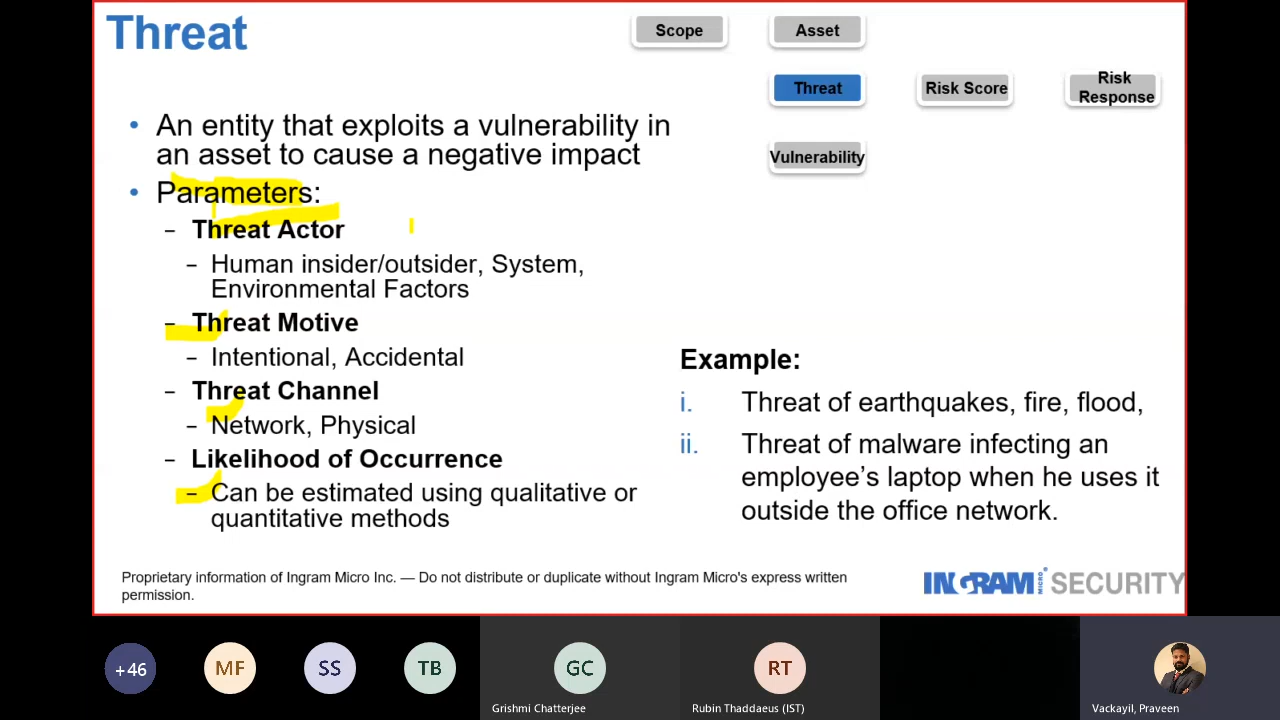 Threat
Scope
Asset
Threat
Risk Score
Risk
Response
Vulnerability
• An entity that exploits a vulnerability in
an asset to cause a negative impact
• Parameters:
– Threat Actor
– Human insider/outsider, System,
Environmental Factors
– Threat Motive
– Intentional, Accidental
– Threat Channel
– Network, Physical
– Likelihood of Occurrence
– Can be estimated using qualitative or
quantitative methods
Example:
i. Threat of earthquakes, fire, flood,
ii. Threat of malware infecting an
employee’s laptop when he uses it
outside the office network.
Proprietary information of Ingram Micro Inc. — Do not distribute or duplicate without Ingram Micro's express written
permission.
INGRAM MICRO SECURITY
+46
MF
SS
TB
GC
RT
Grishmi Chatterjee
Rubin Thaddaeus (IST)
Vackayil, Praveen